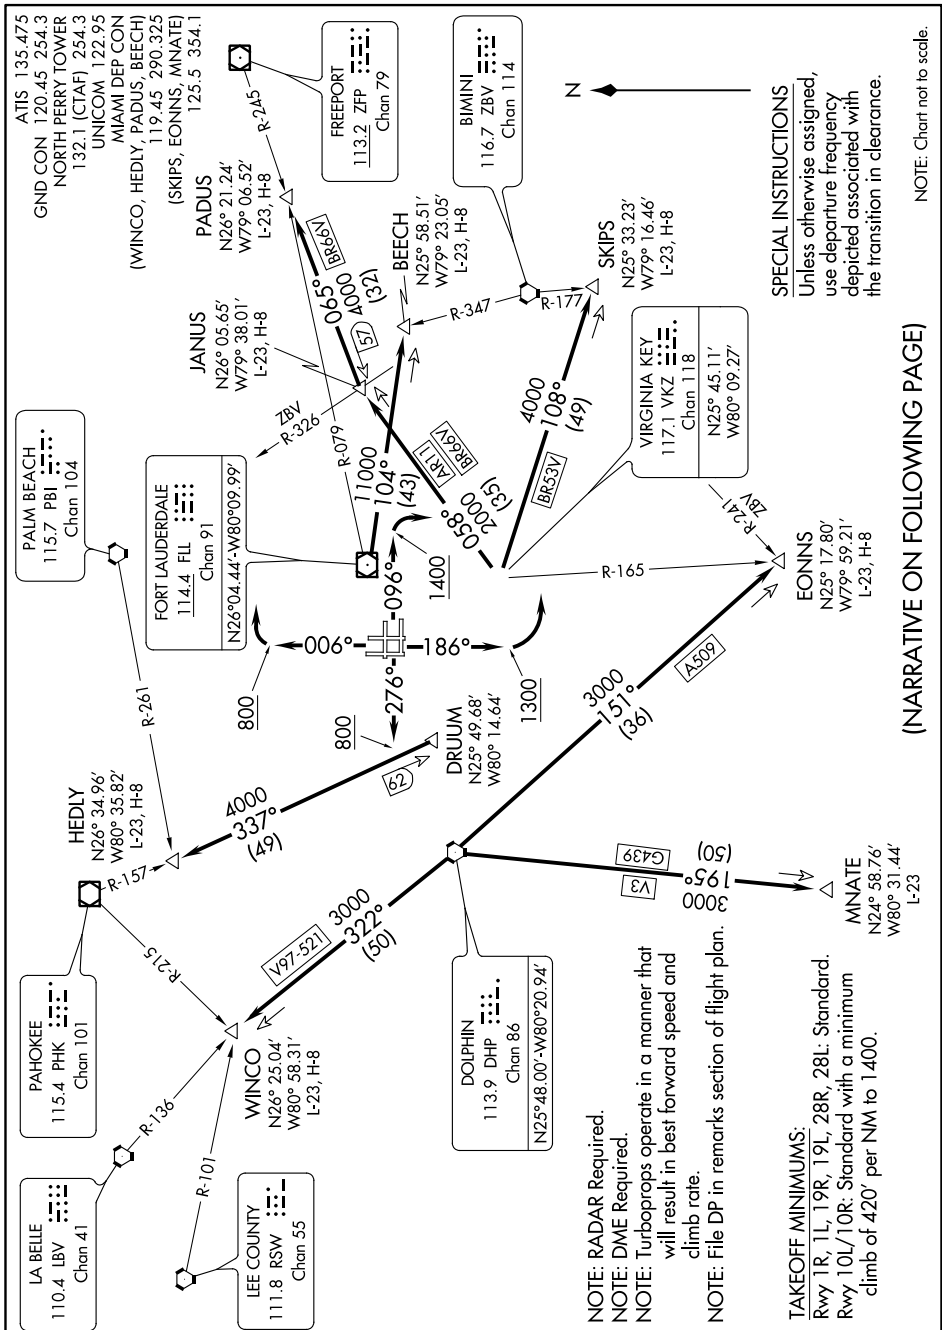 ATIS 135.475
GND CON 120.45 254.3
NORTH PERRY TOWER
132.1 (CTAF) 254.3
UNICOM 122.95
MIAMI DEP CON
(WINCO, HEDLY, PADUS, BEECH)
119.45 290.325
(SKIPS, EONNS, MNATE)
125.5 354.1
LA BELLE
110.4 LBV
Chan 41
R-136
LEE COUNTY
111.8 RSW
Chan 55
R-101
PAHOKEE
115.4 PHK
Chan 101
R-215
R-157
WINCO
N26° 25.04′
W80° 58.31′
L-23, H-8
HEDLY
N26° 34.96′
W80° 35.82′
L-23, H-8
PALM BEACH
115.7 PBI
Chan 104
R-261
FORT LAUDERDALE
114.4 FLL
Chan 91
N26°04.44′-W80°09.99′
R-079
JANUS
N26° 05.65′
W79° 38.01′
L-23, H-8
ZBV
R-326
PADUS
N26° 21.24′
W79° 06.52′
L-23, H-8
R-245
FREEPORT
113.2 ZFP
Chan 79
BR66V
065°
4000
(32)
57
BEECH
N25° 58.51′
W79° 23.05′
L-23, H-8
R-347
BIMINI
116.7 ZBV
Chan 114
R-177
SKIPS
N25° 33.23′
W79° 16.46′
L-23, H-8
N
11000
104°
(43)
AR11
BR66V
058°
2000
(35)
4000
108°
(49)
BR53V
VIRGINIA KEY
117.1 VKZ
Chan 118
N25° 45.11′
W80° 09.27′
R-241
ZBV
R-165
EONNS
N25° 17.80′
W79° 59.21′
L-23, H-8
800
006°
096°
1400
186°
1300
276°
800
DRUUM
N25° 49.68′
W80° 14.64′
62
4000
337°
(49)
V97-521
3000
322°
(50)
3000
151°
(36)
A509
DOLPHIN
113.9 DHP
Chan 86
N25°48.00′-W80°20.94′
G439
V3
3000
195°
(50)
MNATE
N24° 58.76′
W80° 31.44′
L-23
NOTE: RADAR Required.
NOTE: DME Required.
NOTE: Turboprops operate in a manner that
will result in best forward speed and
climb rate.
NOTE: File DP in remarks section of flight plan.
TAKEOFF MINIMUMS:
Rwy 1R, 1L, 19R, 19L, 28R, 28L: Standard.
Rwy 10L/10R: Standard with a minimum
climb of 420′ per NM to 1400.
SPECIAL INSTRUCTIONS
Unless otherwise assigned,
use departure frequency
depicted associated with
the transition in clearance.
(NARRATIVE ON FOLLOWING PAGE)
NOTE: Chart not to scale.